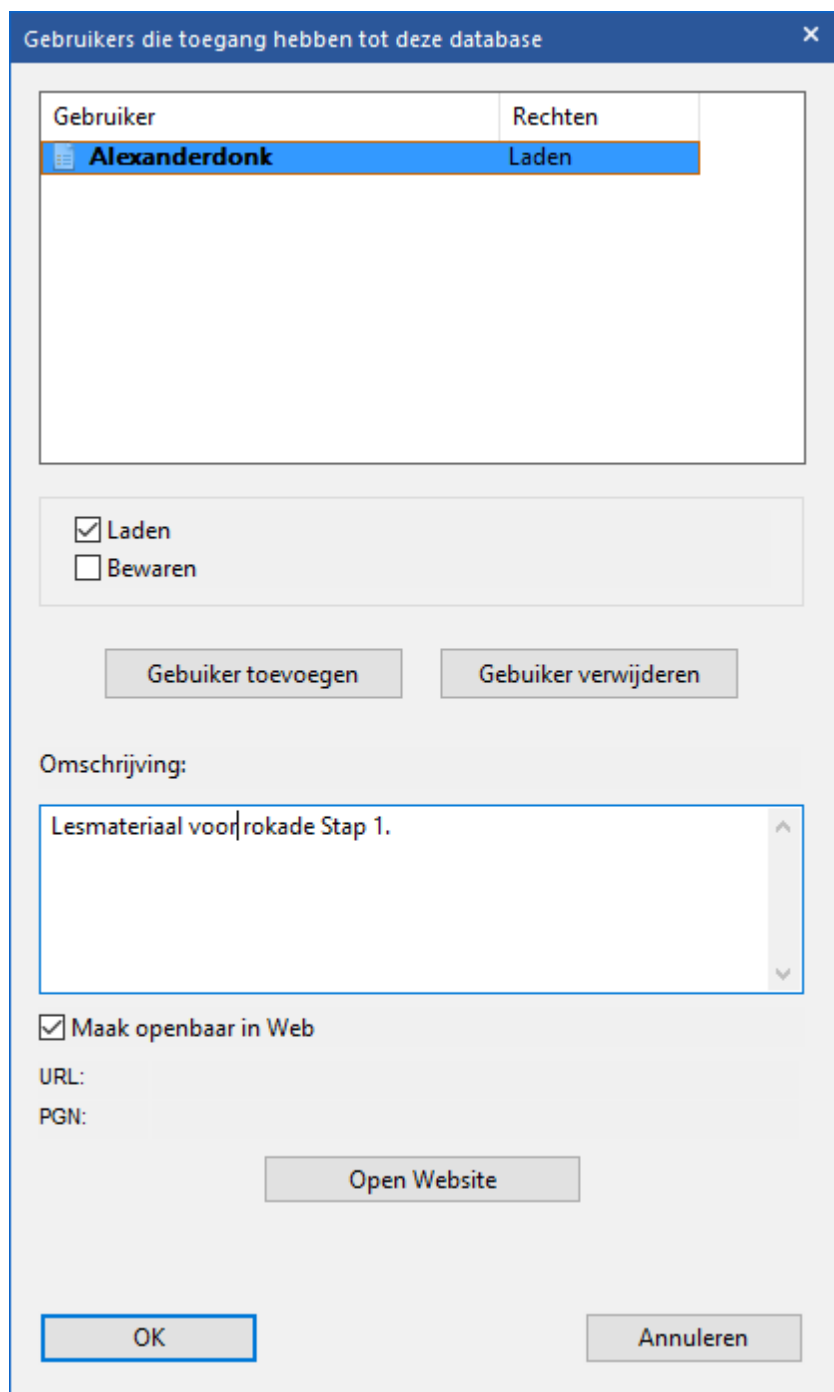 Gebruikers die toegang hebben tot deze database
Gebruiker Rechten
Alexanderdonk Laden
Laden
Bewaren
Gebuiker toevoegen Gebuiker verwijderen
Omschrijving:
Lesmateriaal voor rokade Stap 1.
Maak openbaar in Web
URL:
PGN:
Open Website
OK Annuleren